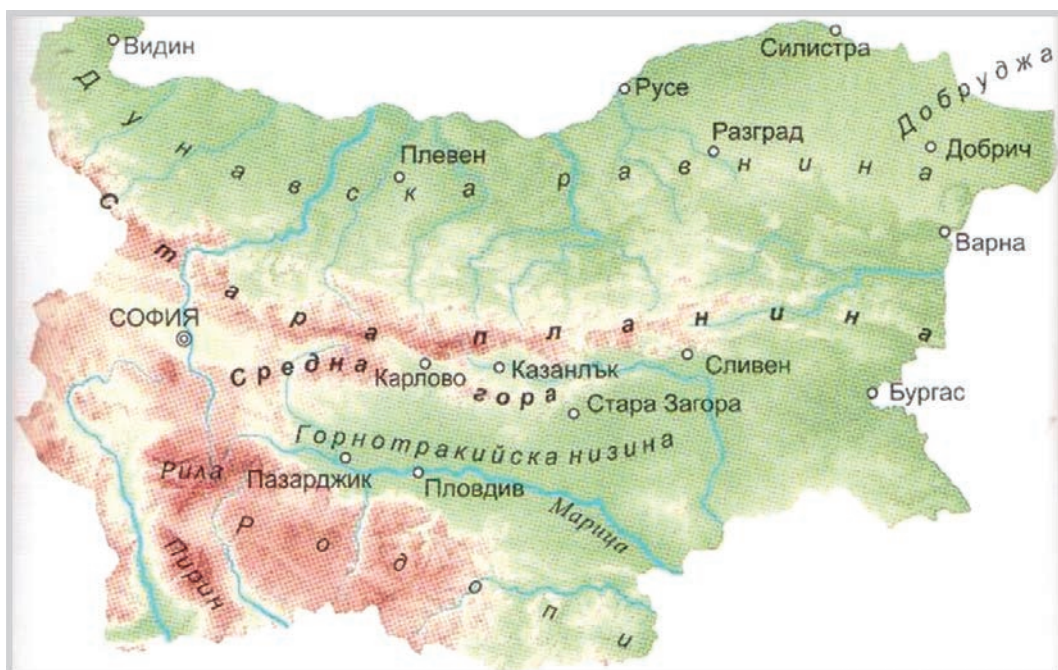 Видин
Силистра
Дунавска равнина
Русе
Добруджа
Разград
Добрич
Плевен
Варна
Стара планина
СОФИЯ
Средна гора
Карлово
Казанлък
Сливен
Бургас
Стара Загора
Горнотракийска низина
Рила
Пазарджик
Пловдив
Марица
Родопи
Пирин